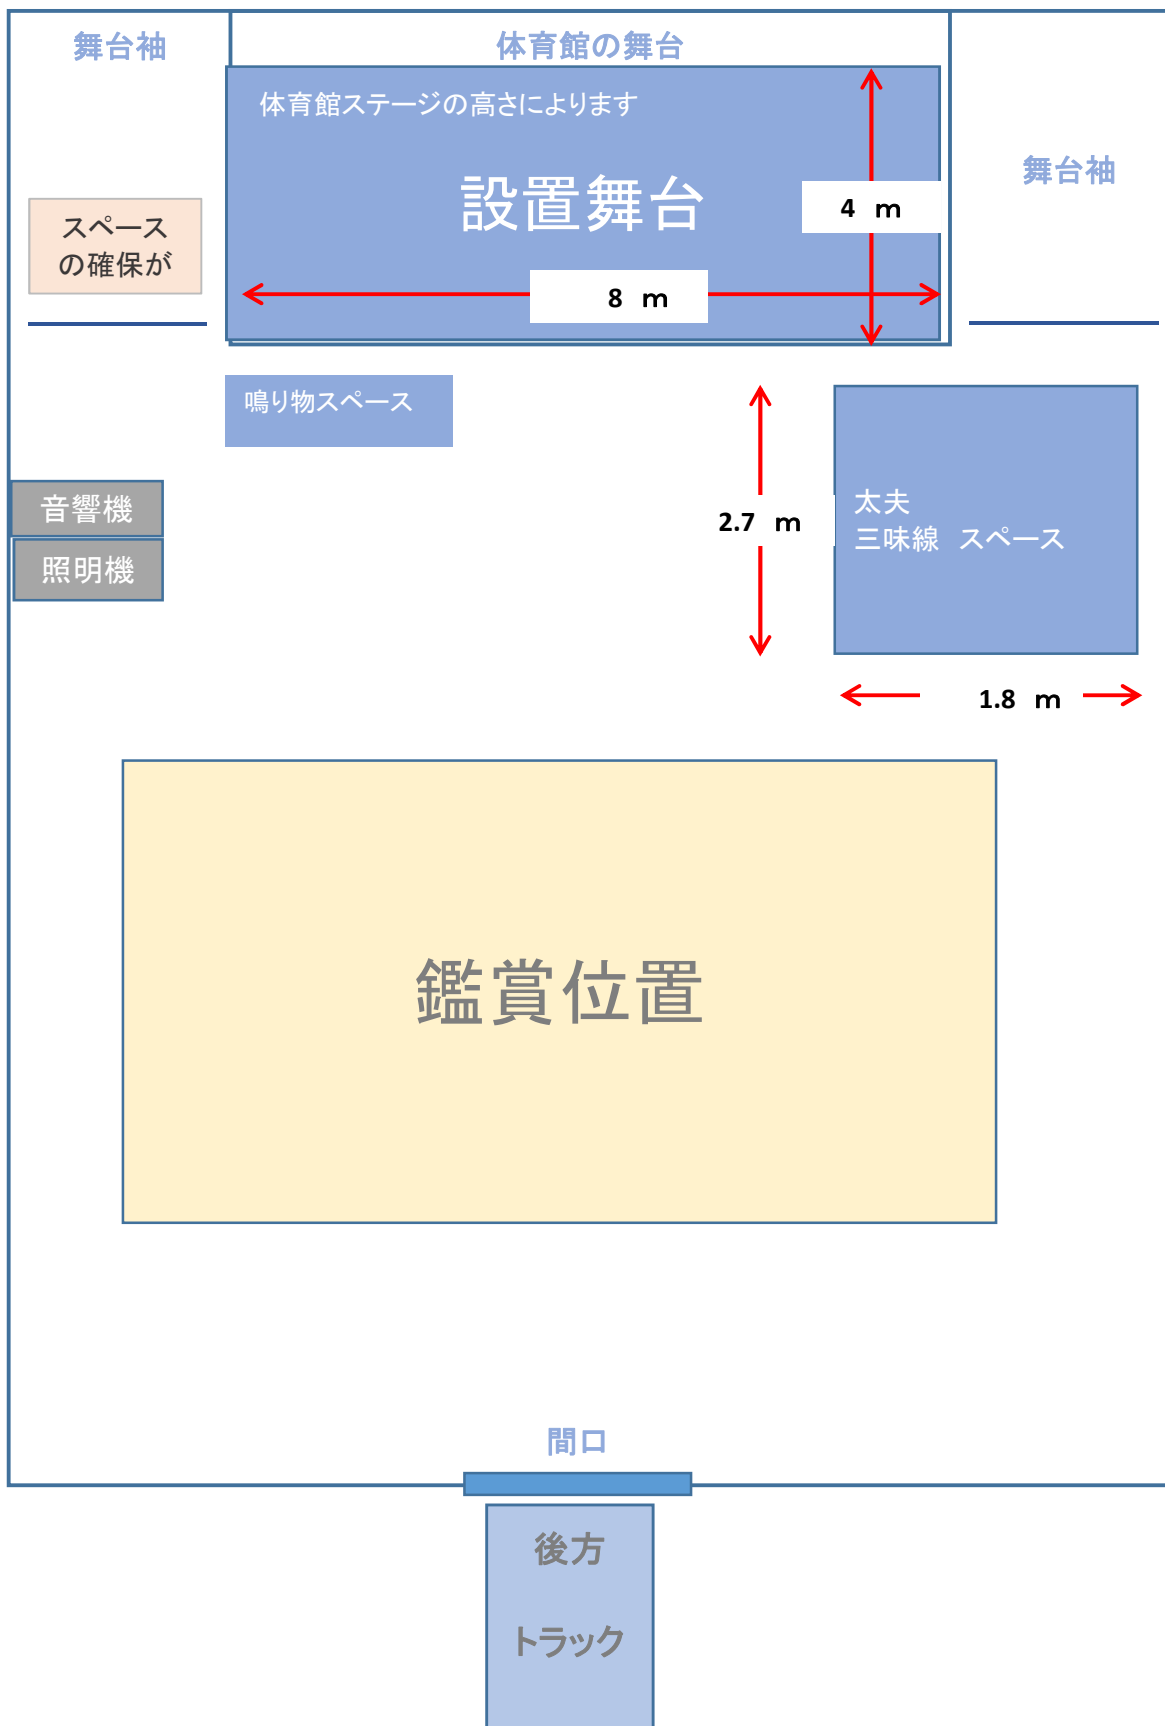 舞台袖
体育館の舞台
体育館ステージの高さによります
設置舞台
舞台袖
4 m
スペース
の確保が
8 m
鳴り物スペース
音響機
照明機
2.7 m
太夫
三味線 スペース
1.8 m
鑑賞位置
間口
後方
トラック